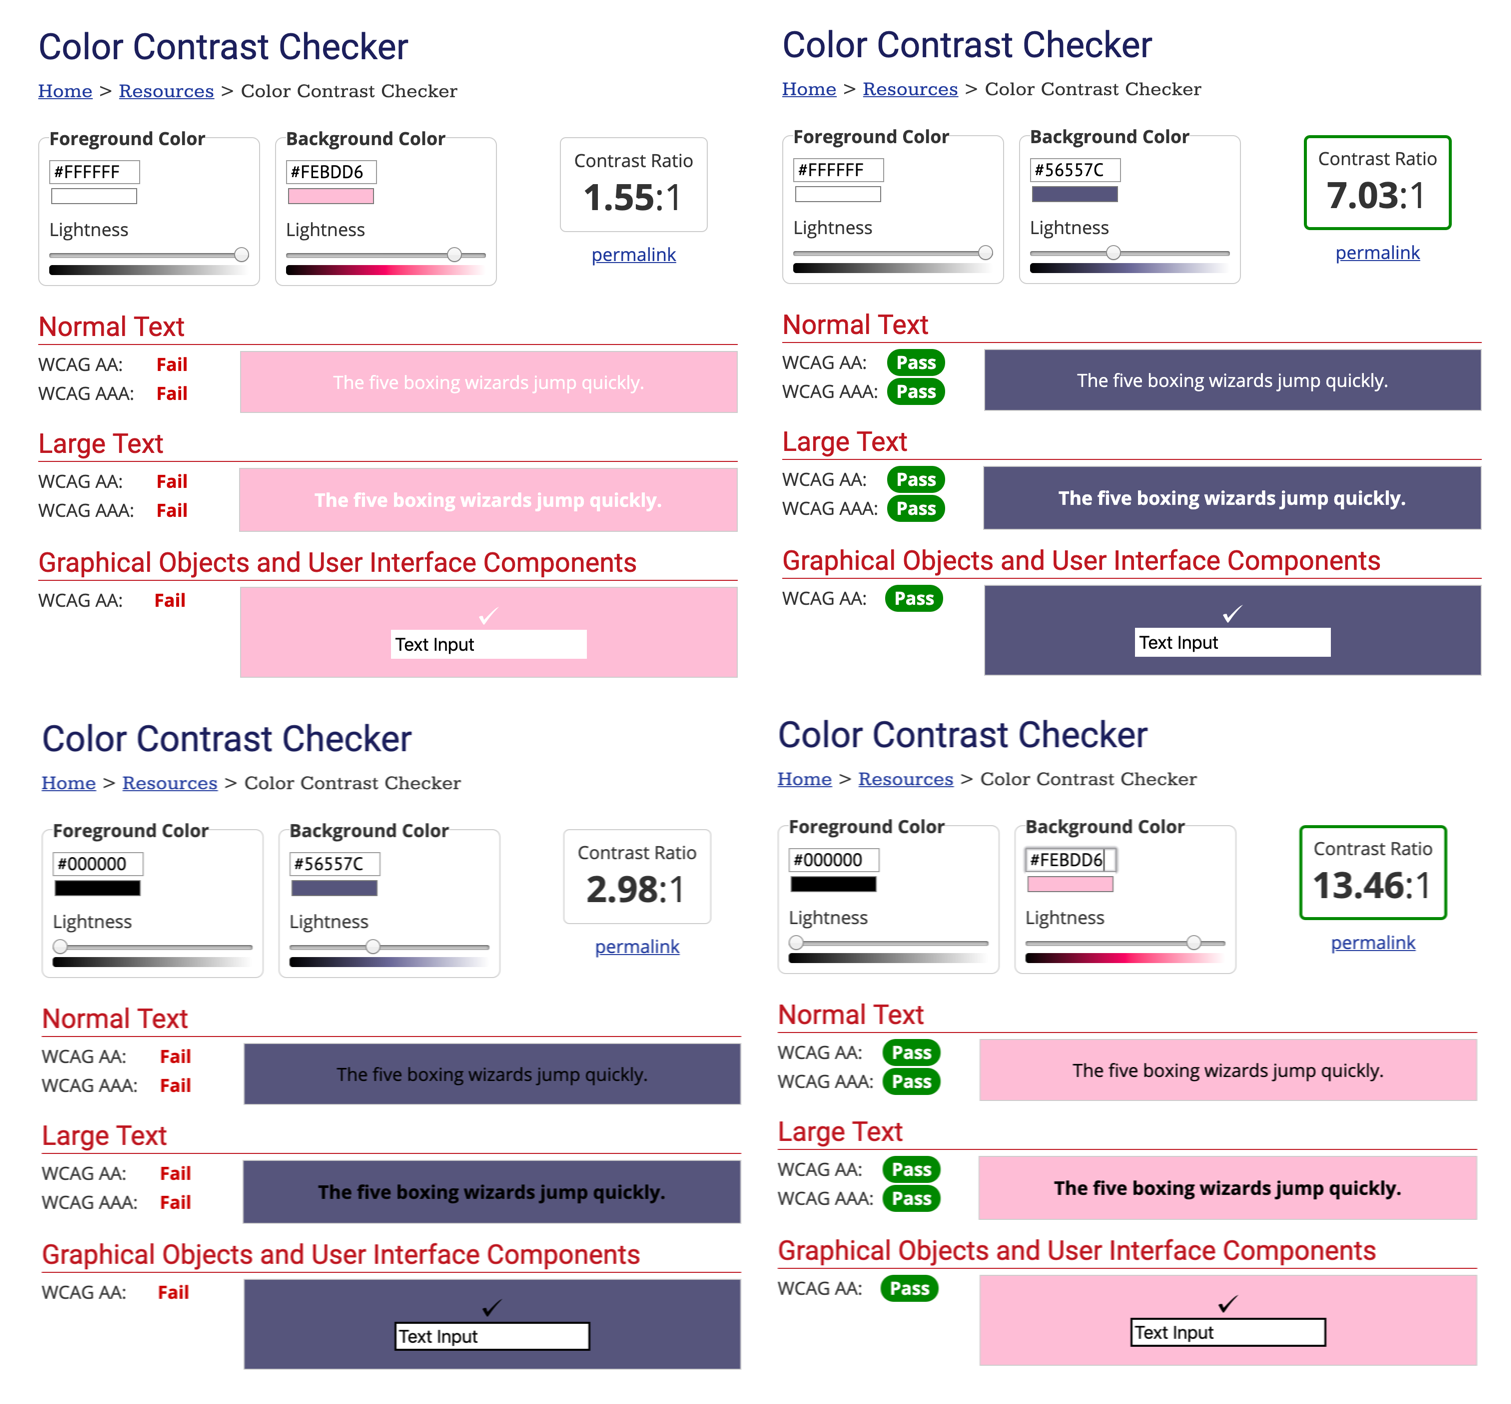 Color Contrast Checker
Home > Resources > Color Contrast Checker
Foreground Color
#FFFFFF
Lightness
Background Color
#FEBDD6
Lightness
Contrast Ratio
1.55:1
permalink
Normal Text
WCAG AA: Fail
WCAG AAA: Fail
The five boxing wizards jump quickly.
Large Text
WCAG AA: Fail
WCAG AAA: Fail
The five boxing wizards jump quickly.
Graphical Objects and User Interface Components
WCAG AA: Fail
✓
Text Input
Color Contrast Checker
Home > Resources > Color Contrast Checker
Foreground Color
#FFFFFF
Lightness
Background Color
#56557C
Lightness
Contrast Ratio
7.03:1
permalink
Normal Text
WCAG AA: Pass
WCAG AAA: Pass
The five boxing wizards jump quickly.
Large Text
WCAG AA: Pass
WCAG AAA: Pass
The five boxing wizards jump quickly.
Graphical Objects and User Interface Components
WCAG AA: Pass
✓
Text Input
Color Contrast Checker
Home > Resources > Color Contrast Checker
Foreground Color
#000000
Lightness
Background Color
#56557C
Lightness
Contrast Ratio
2.98:1
permalink
Normal Text
WCAG AA: Fail
WCAG AAA: Fail
The five boxing wizards jump quickly.
Large Text
WCAG AA: Fail
WCAG AAA: Fail
The five boxing wizards jump quickly.
Graphical Objects and User Interface Components
WCAG AA: Fail
✓
Text Input
Color Contrast Checker
Home > Resources > Color Contrast Checker
Foreground Color
#000000
Lightness
Background Color
#FEBDD6
Lightness
Contrast Ratio
13.46:1
permalink
Normal Text
WCAG AA: Pass
WCAG AAA: Pass
The five boxing wizards jump quickly.
Large Text
WCAG AA: Pass
WCAG AAA: Pass
The five boxing wizards jump quickly.
Graphical Objects and User Interface Components
WCAG AA: Pass
✓
Text Input